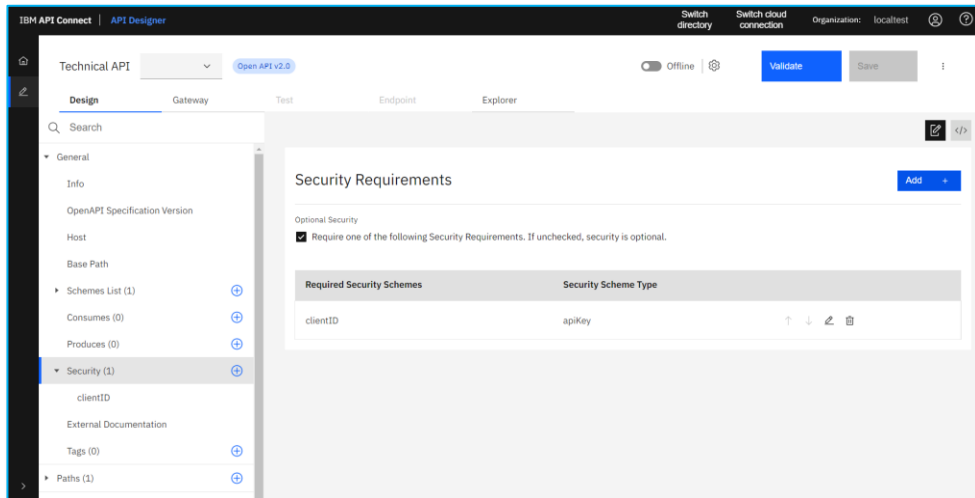 IBM API Connect | API Designer
Switch directory
Switch cloud connection
Organization: localtest
Technical API
Open API v2.0
Offline
Validate
Save
Design
Gateway
Test
Endpoint
Explorer
Search
General
Info
OpenAPI Specification Version
Host
Base Path
Schemes List (1)
Consumes (0)
Produces (0)
Security (1)
clientID
External Documentation
Tags (0)
Paths (1)
</>
Security Requirements
Add +
Optional Security
Require one of the following Security Requirements. If unchecked, security is optional.
Required Security Schemes Security Scheme Type
clientID apiKey